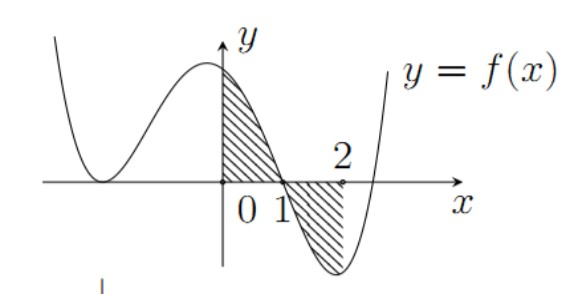 y
y = f(x)
2
0 1
x